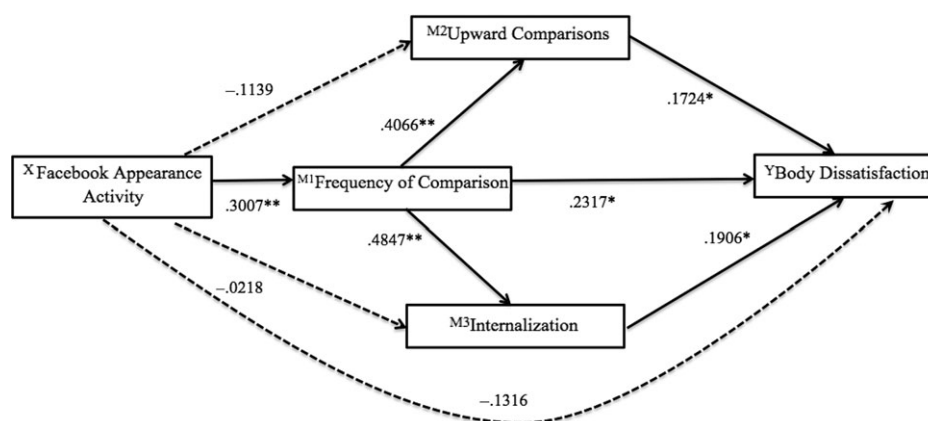 M2Upward Comparisons
–.1139
.1724*
.4066**
XFacebook Appearance
Activity
M1Frequency of Comparison
YBody Dissatisfaction
.3007**
.2317*
.4847**
.1906*
–.0218
M3Internalization
–.1316